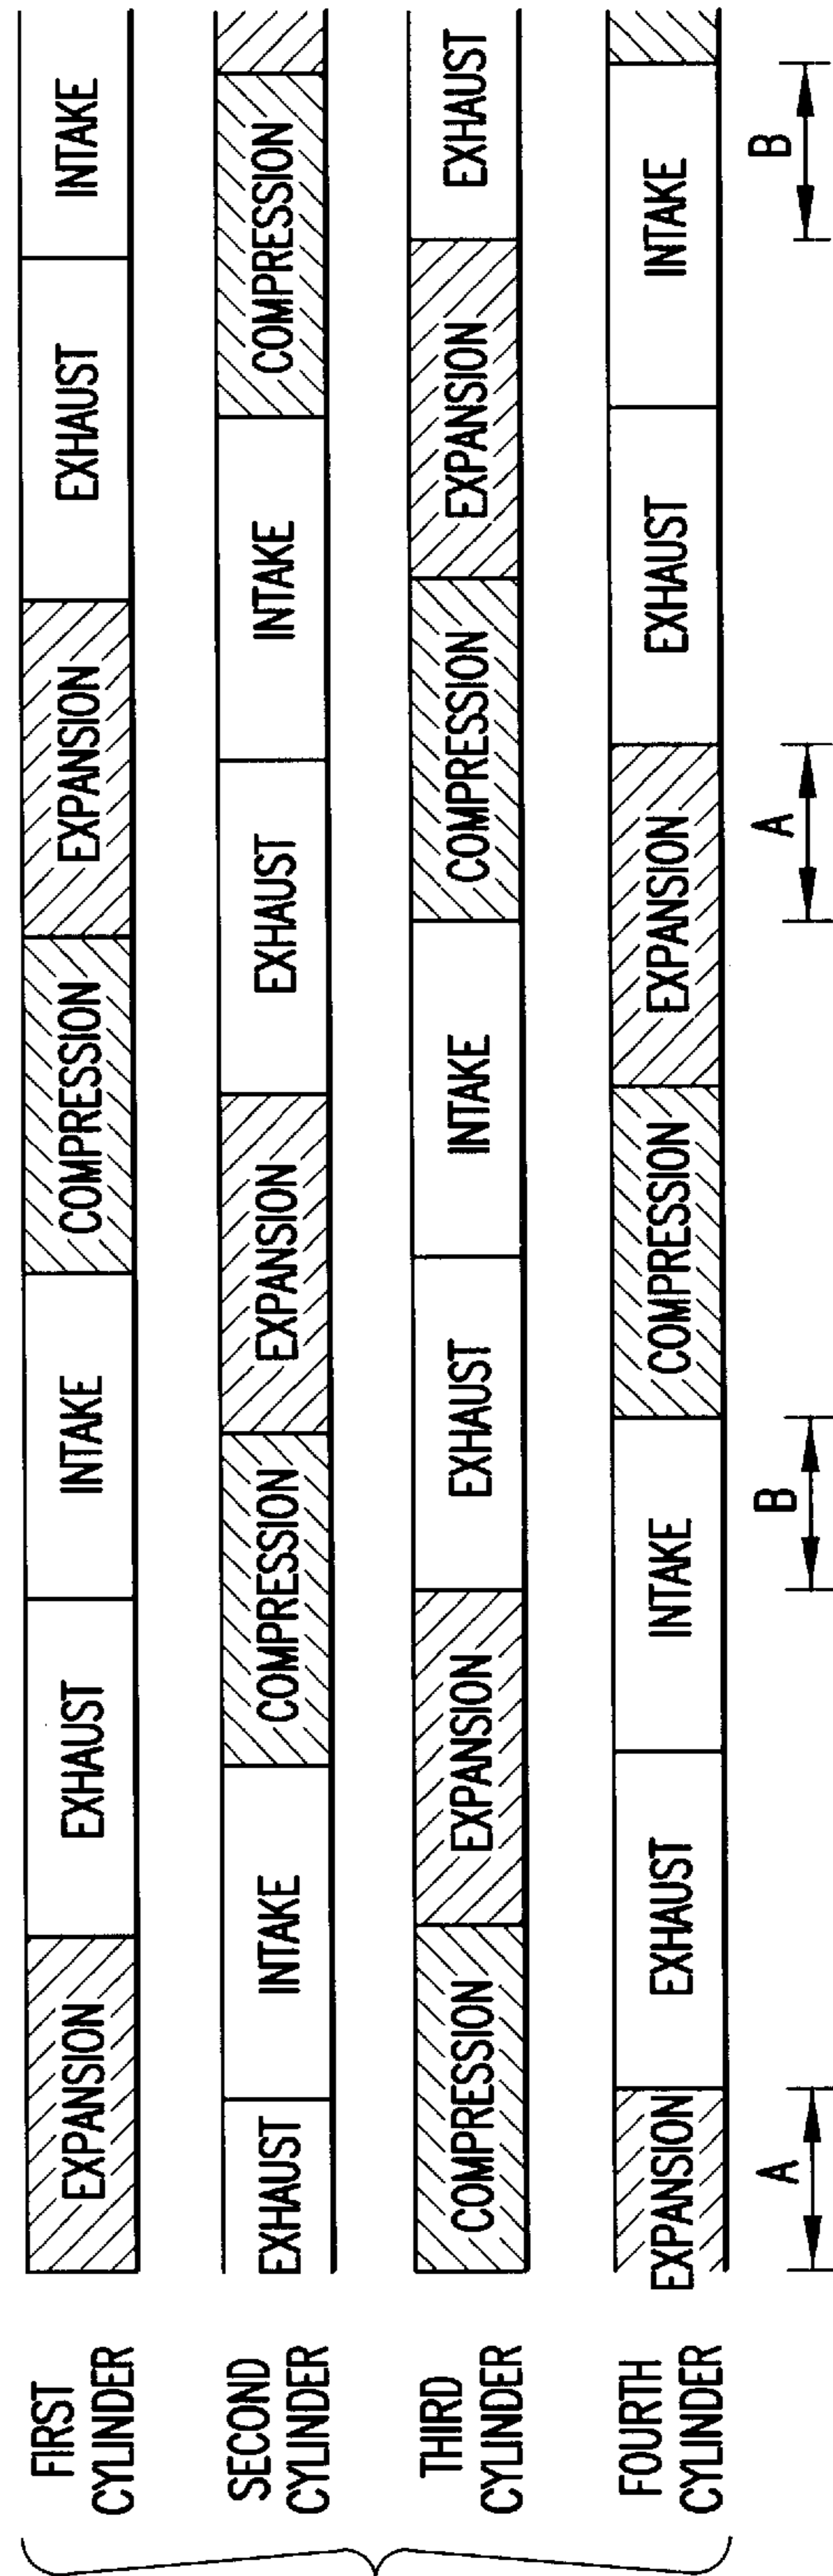 FIRST
CYLINDER
EXPANSION
EXHAUST
INTAKE
COMPRESSION
EXPANSION
EXHAUST
INTAKE
SECOND
CYLINDER
EXHAUST
INTAKE
COMPRESSION
EXPANSION
EXHAUST
INTAKE
COMPRESSION
THIRD
CYLINDER
COMPRESSION
EXPANSION
EXHAUST
INTAKE
COMPRESSION
EXPANSION
EXHAUST
FOURTH
CYLINDER
EXPANSION
EXHAUST
INTAKE
COMPRESSION
EXPANSION
EXHAUST
INTAKE
A
B
A
B